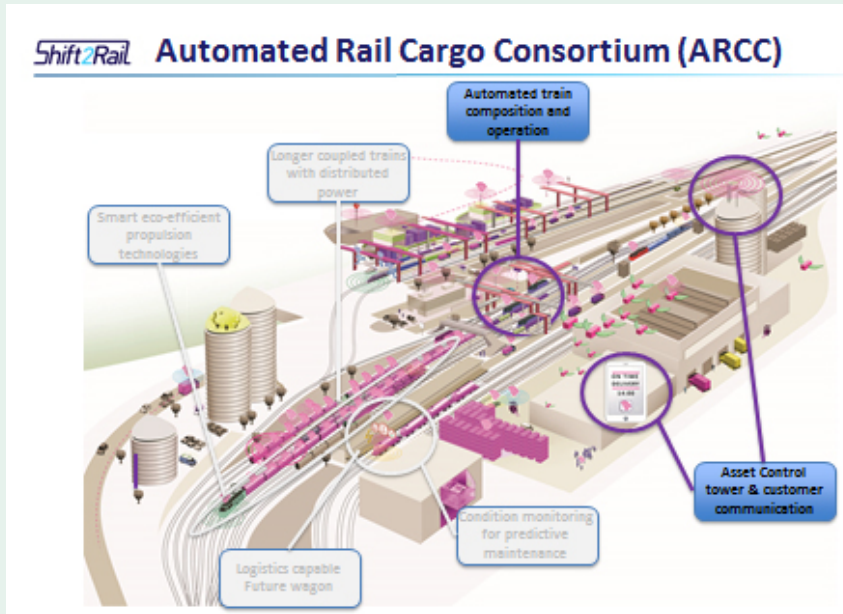 Shift2Rail Automated Rail Cargo Consortium (ARCC)
Automated train
composition and
operation
Longer coupled trains
with distributed
power
Smart eco-efficient
propulsion
technologies
ON TIME
DELIVERY
Asset Control
tower & customer
communication
Condition monitoring
for predictive
maintenance
Logistics capable
Future wagon